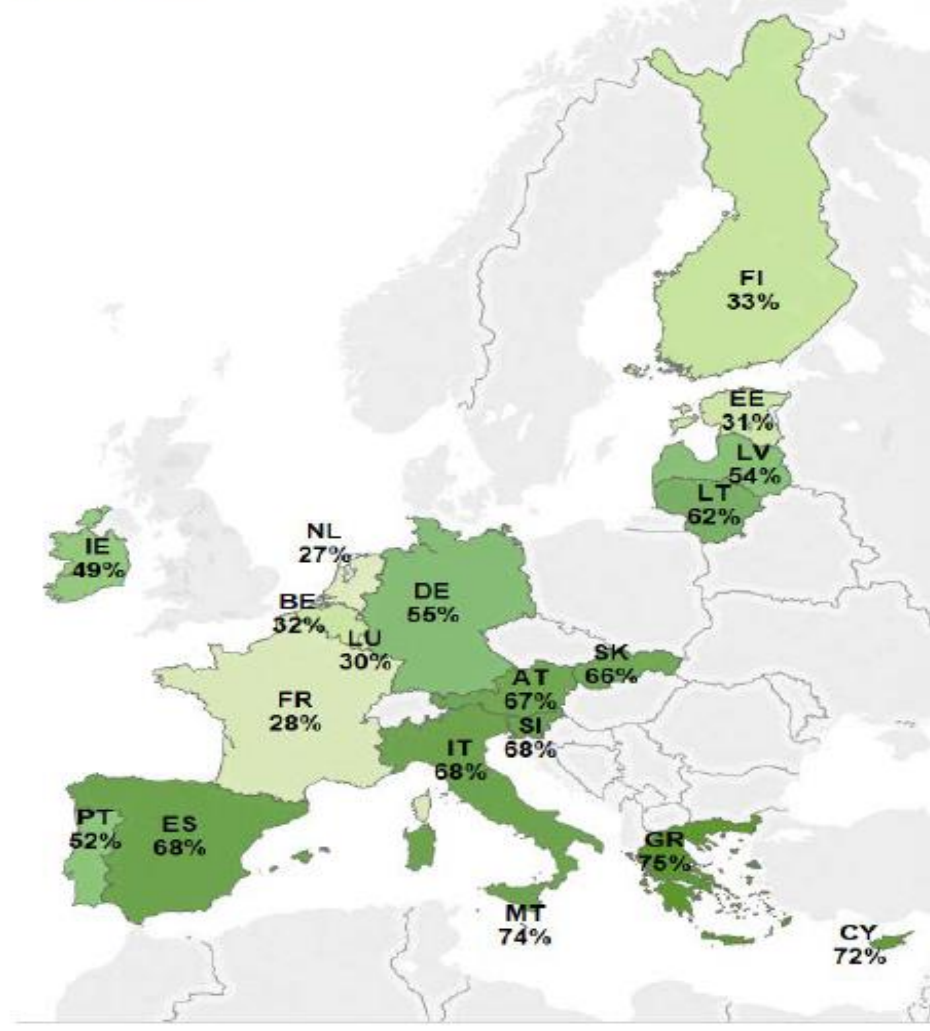 FI
33%
EE
31%
LV
54%
LT
62%
NL
27%
IE
49%
DE
55%
BE
32%
LU
30%
SK
66%
AT
67%
FR
28%
SI
68%
IT
68%
PT
52%
ES
68%
GR
75%
MT
74%
CY
72%